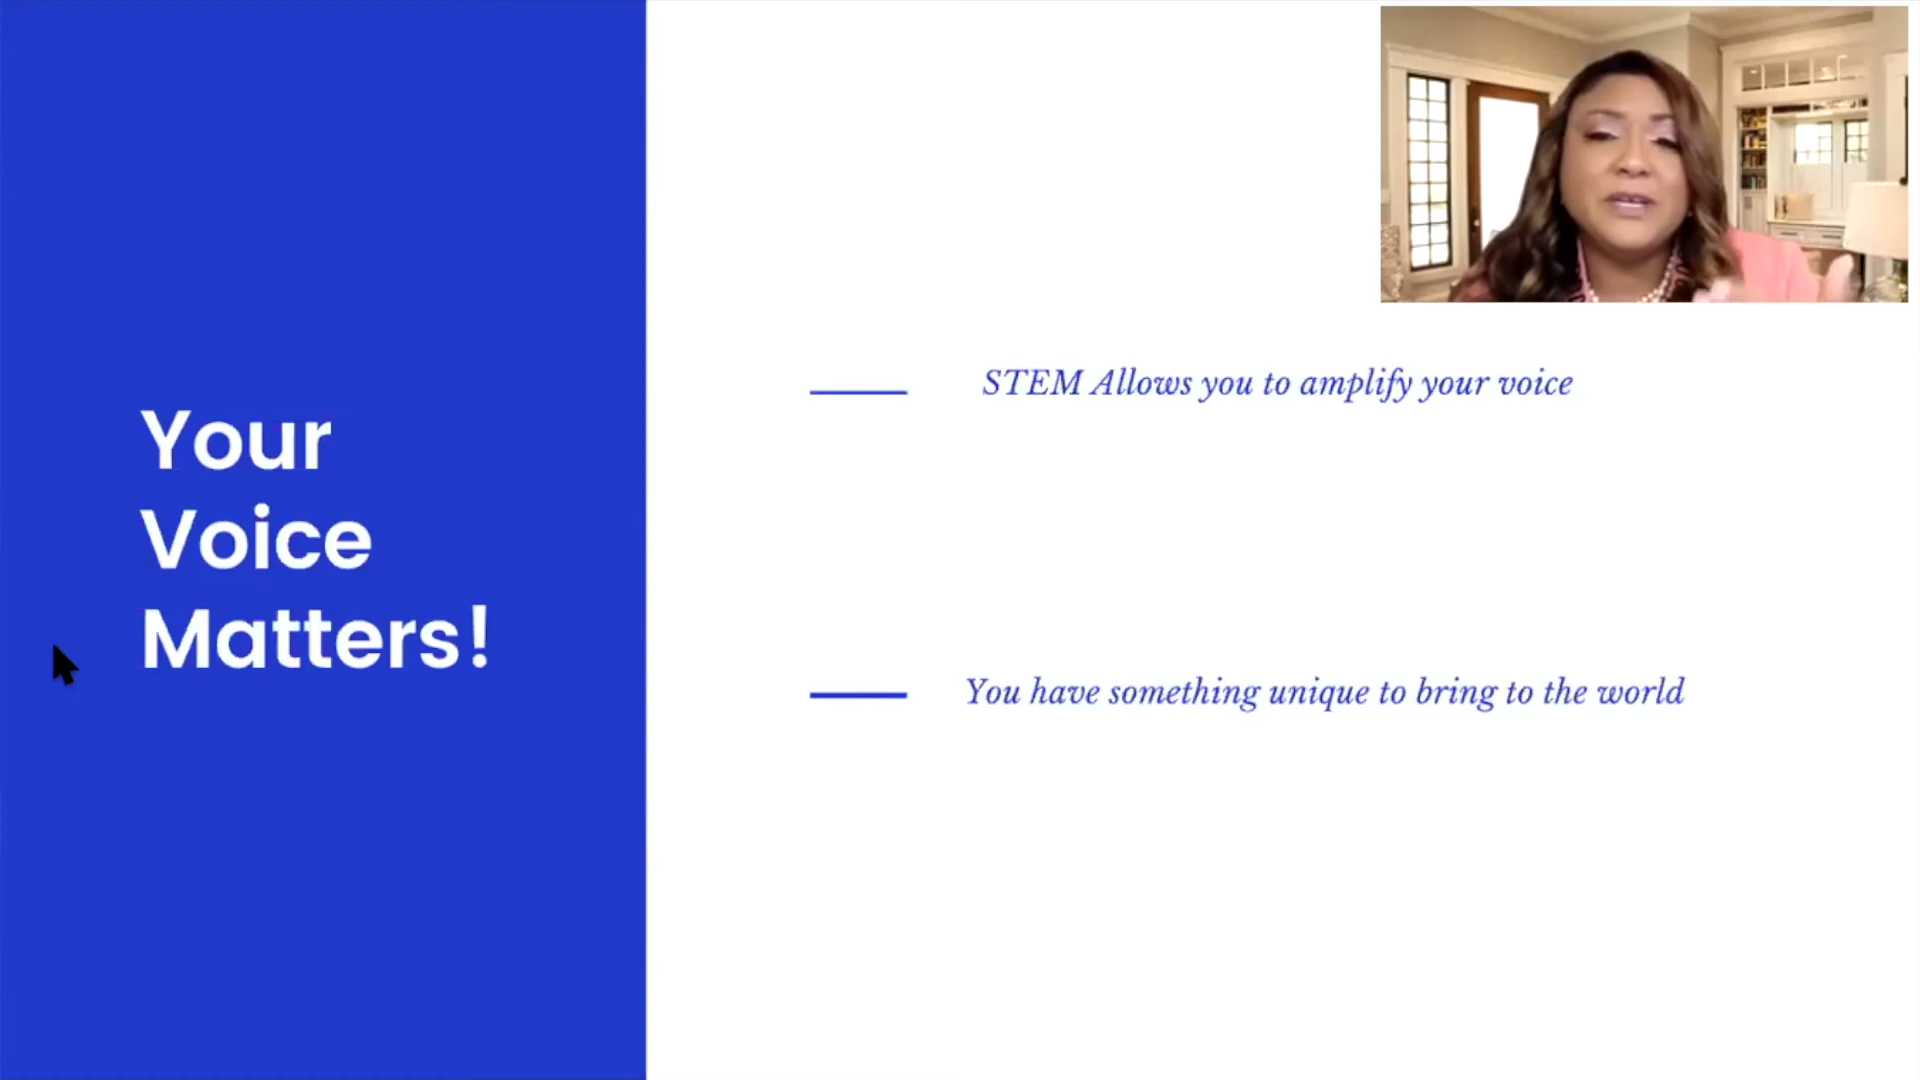 Your
Voice
Matters!
STEM Allows you to amplify your voice
You have something unique to bring to the world